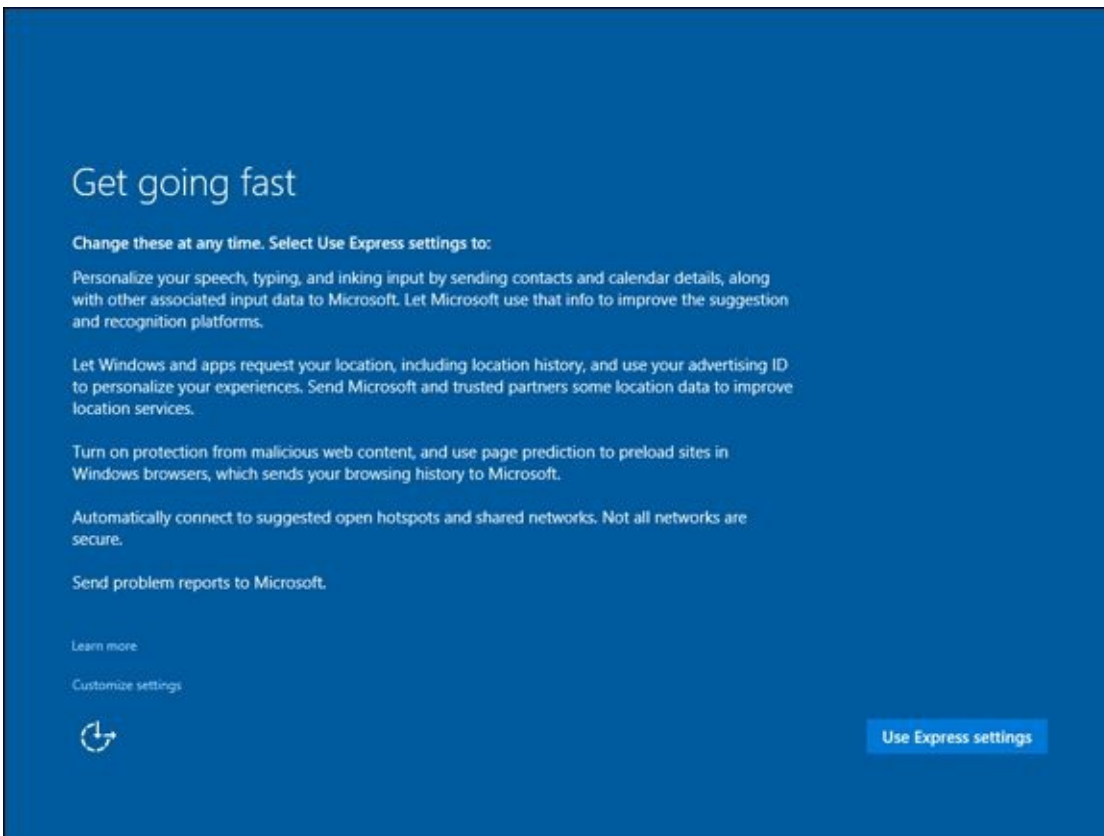 Get going fast
Change these at any time. Select Use Express settings to:
Personalize your speech, typing, and inking input by sending contacts and calendar details, along
with other associated input data to Microsoft. Let Microsoft use that info to improve the suggestion
and recognition platforms.
Let Windows and apps request your location, including location history, and use your advertising ID
to personalize your experiences. Send Microsoft and trusted partners some location data to improve
location services.
Turn on protection from malicious web content, and use page prediction to preload sites in
Windows browsers, which sends your browsing history to Microsoft.
Automatically connect to suggested open hotspots and shared networks. Not all networks are
secure.
Send problem reports to Microsoft.
Learn more
Customize settings
Use Express settings